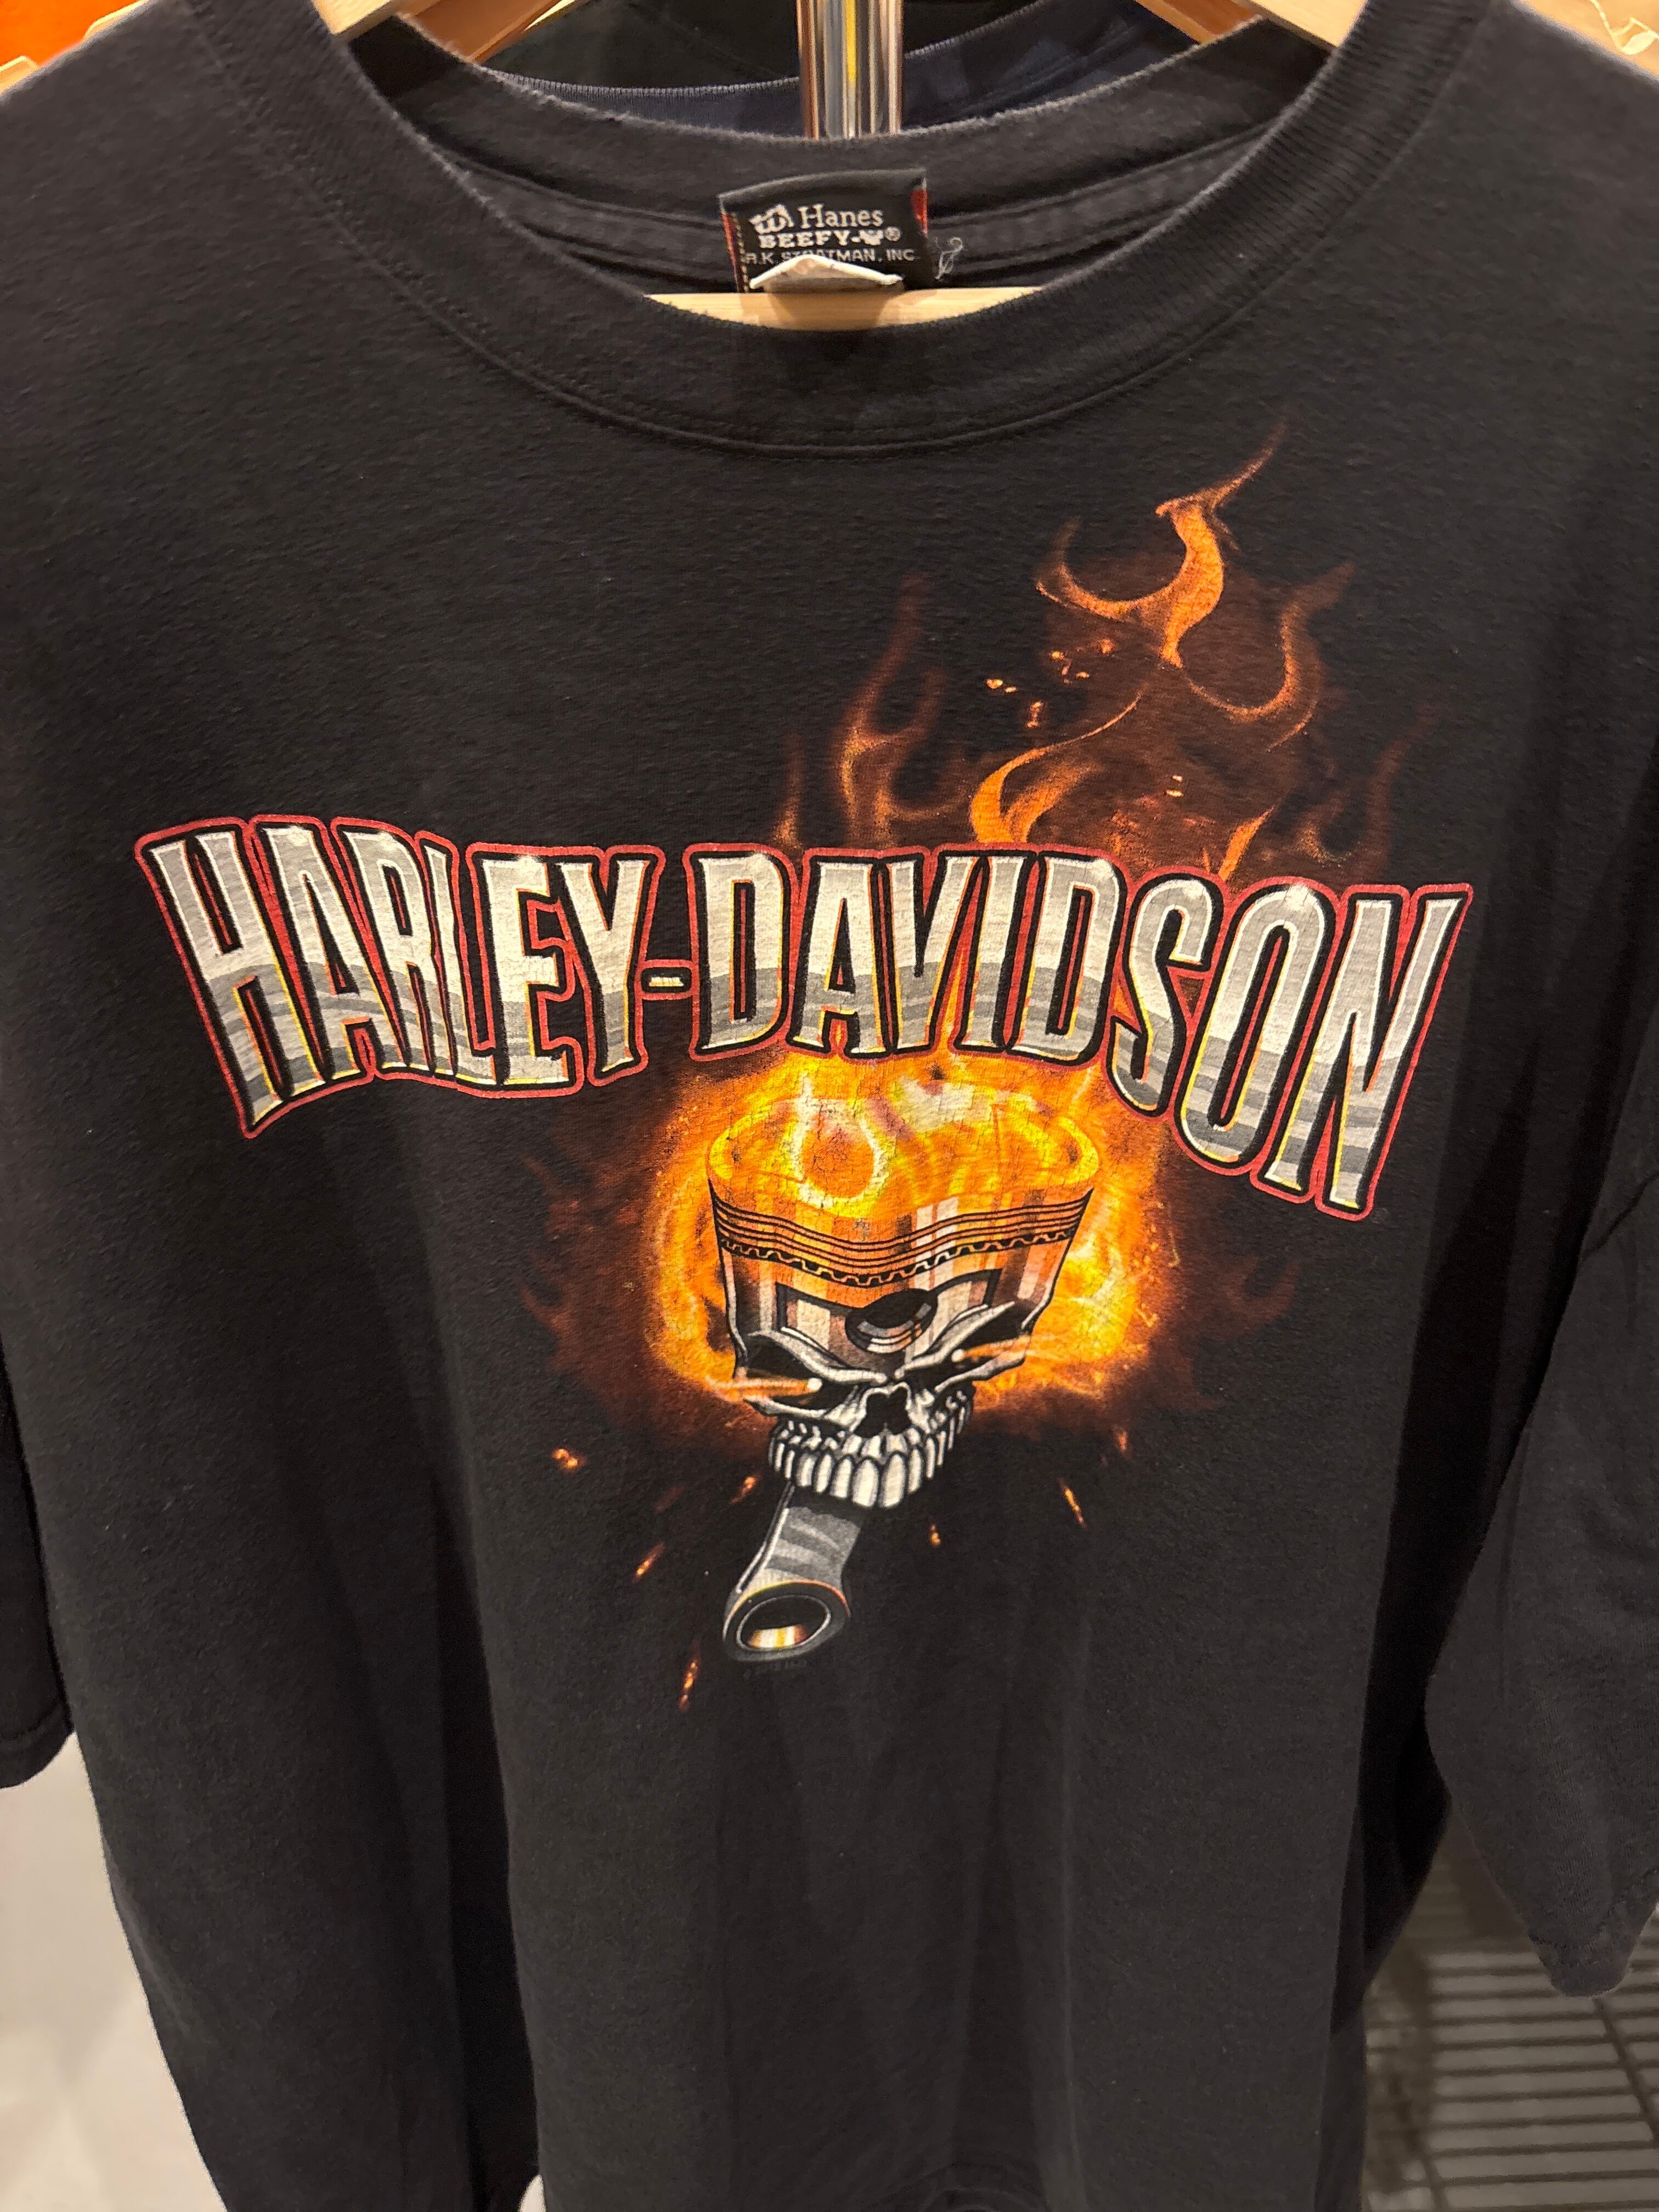 Hanes
BEEFY-T®
R.K. STRATMAN, INC.
HARLEY-DAVIDSON